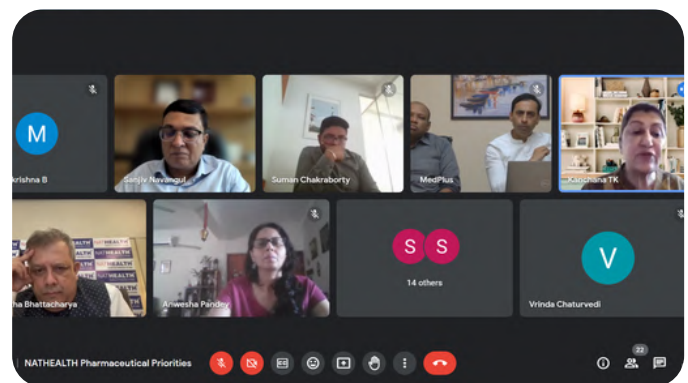 M
krishna B
Sanjiv Navangul
Suman Chakraborty
MedPlus
Kanchana TK
NATHEALTH
ha Bhattacharya
Anwesha Pandey
S S
14 others
V
Vrinda Chaturvedi
NATHEALTH Pharmaceutical Priorities
22